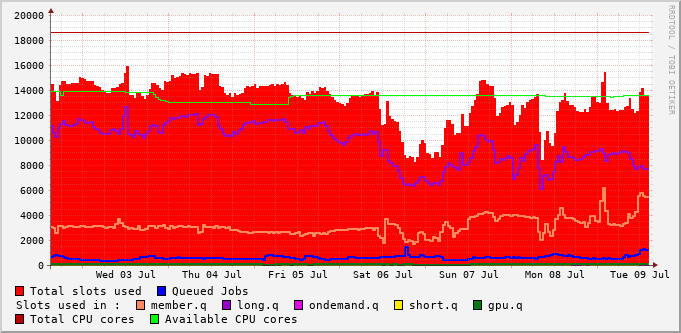 20000
18000
16000
14000
12000
10000
8000
6000
4000
2000
0
Wed 03 Jul Thu 04 Jul Fri 05 Jul Sat 06 Jul Sun 07 Jul Mon 08 Jul Tue 09 Jul
Total slots used Queued Jobs
Slots used in : member.q long.q ondemand.q short.q gpu.q
Total CPU cores Available CPU cores
RRDTOOL / TOBI OETIKER